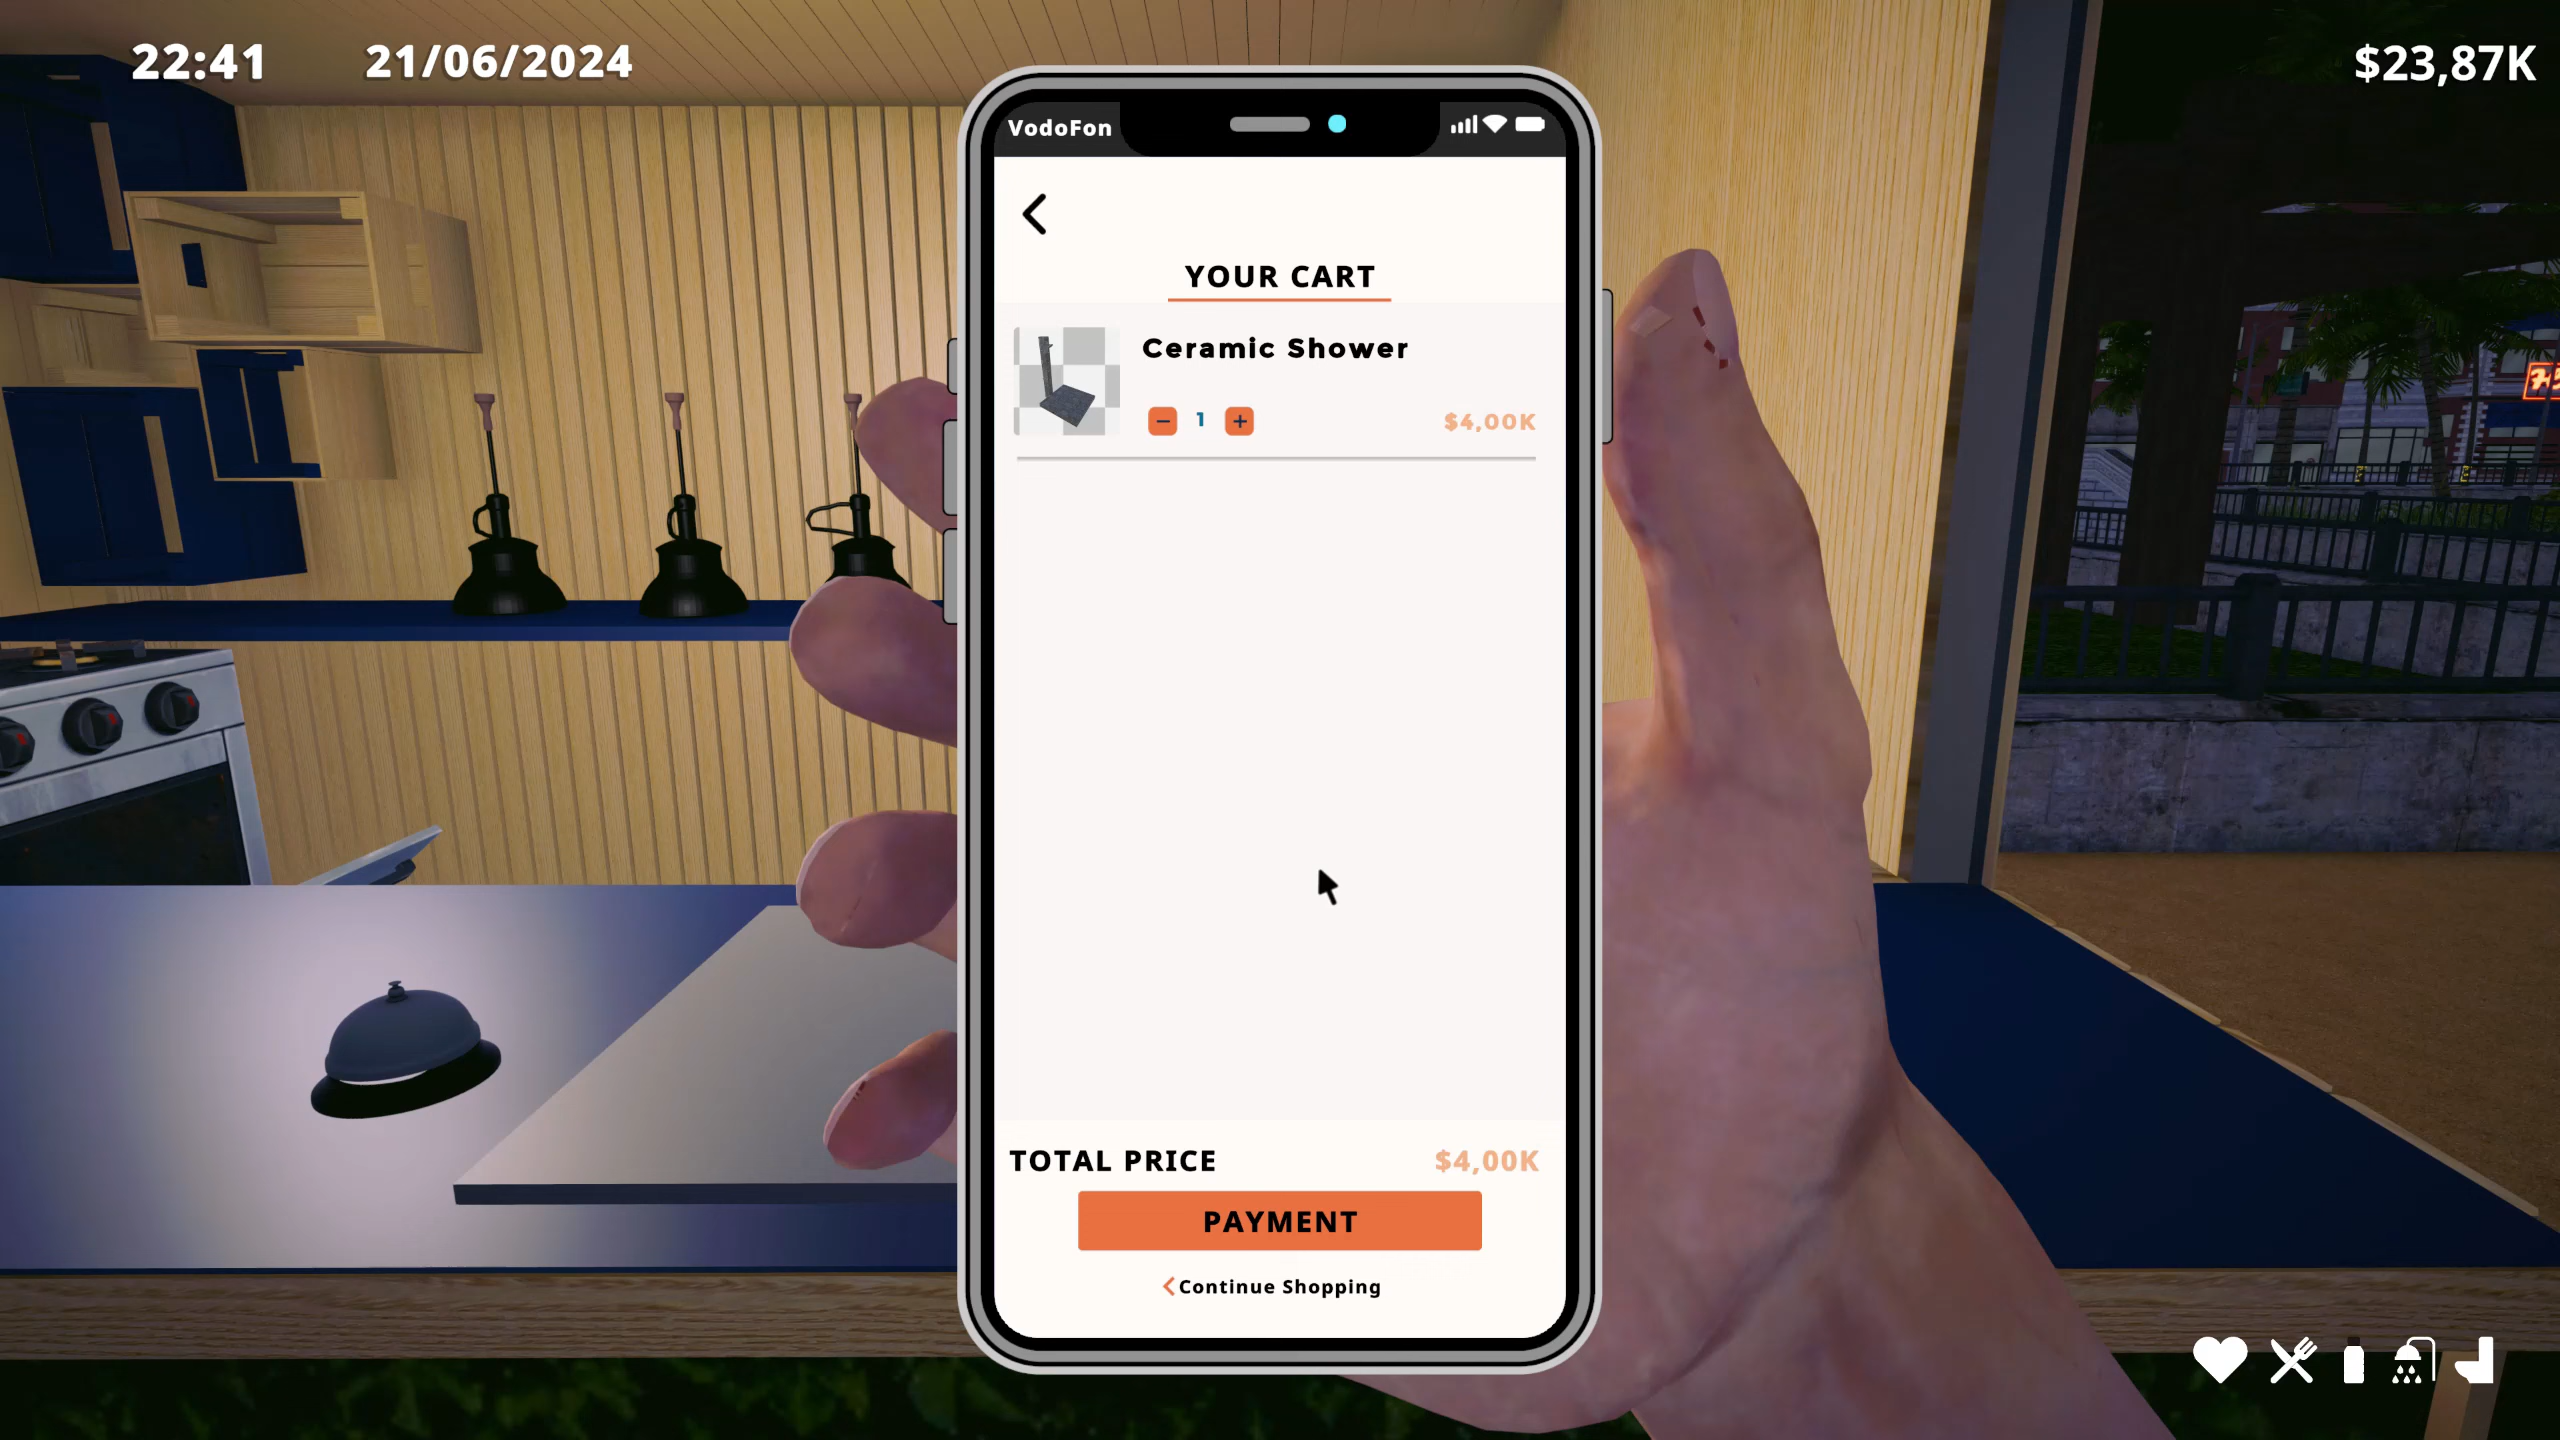 22:41
21/06/2024
$23,87K
VodoFon
YOUR CART
Ceramic Shower
− 1 +
$4,00K
TOTAL PRICE
$4,00K
PAYMENT
Continue Shopping